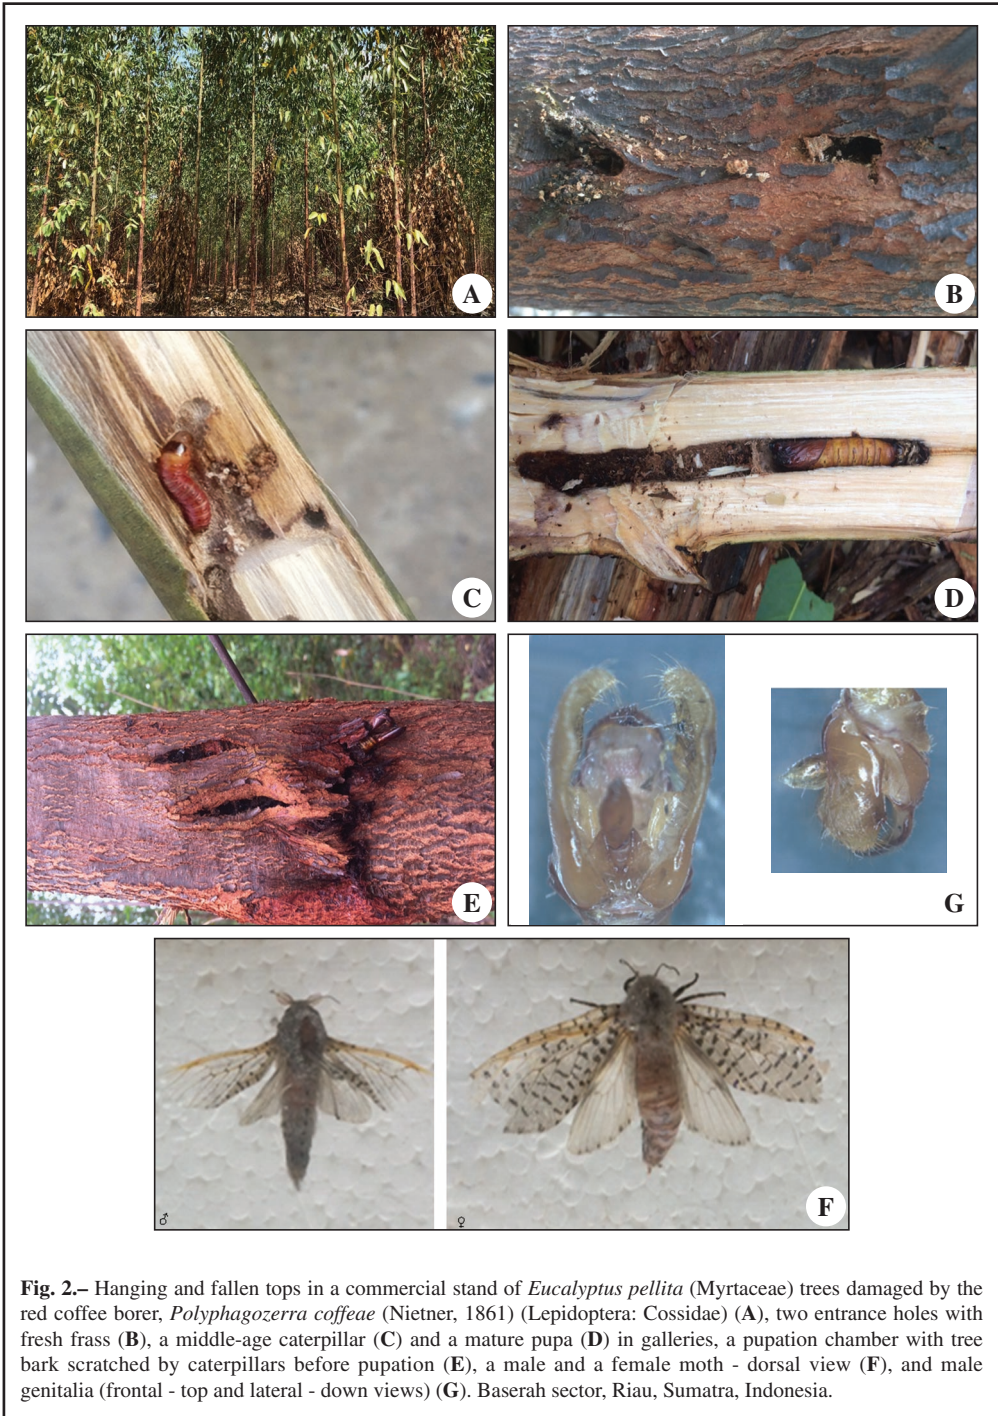 A
B
C
D
E
G
♂
♀
F
Fig. 2.– Hanging and fallen tops in a commercial stand of Eucalyptus pellita (Myrtaceae) trees damaged by the
red coffee borer, Polyphagozerra coffeae (Nietner, 1861) (Lepidoptera: Cossidae) (A), two entrance holes with
fresh frass (B), a middle-age caterpillar (C) and a mature pupa (D) in galleries, a pupation chamber with tree
bark scratched by caterpillars before pupation (E), a male and a female moth - dorsal view (F), and male
genitalia (frontal - top and lateral - down views) (G). Baserah sector, Riau, Sumatra, Indonesia.